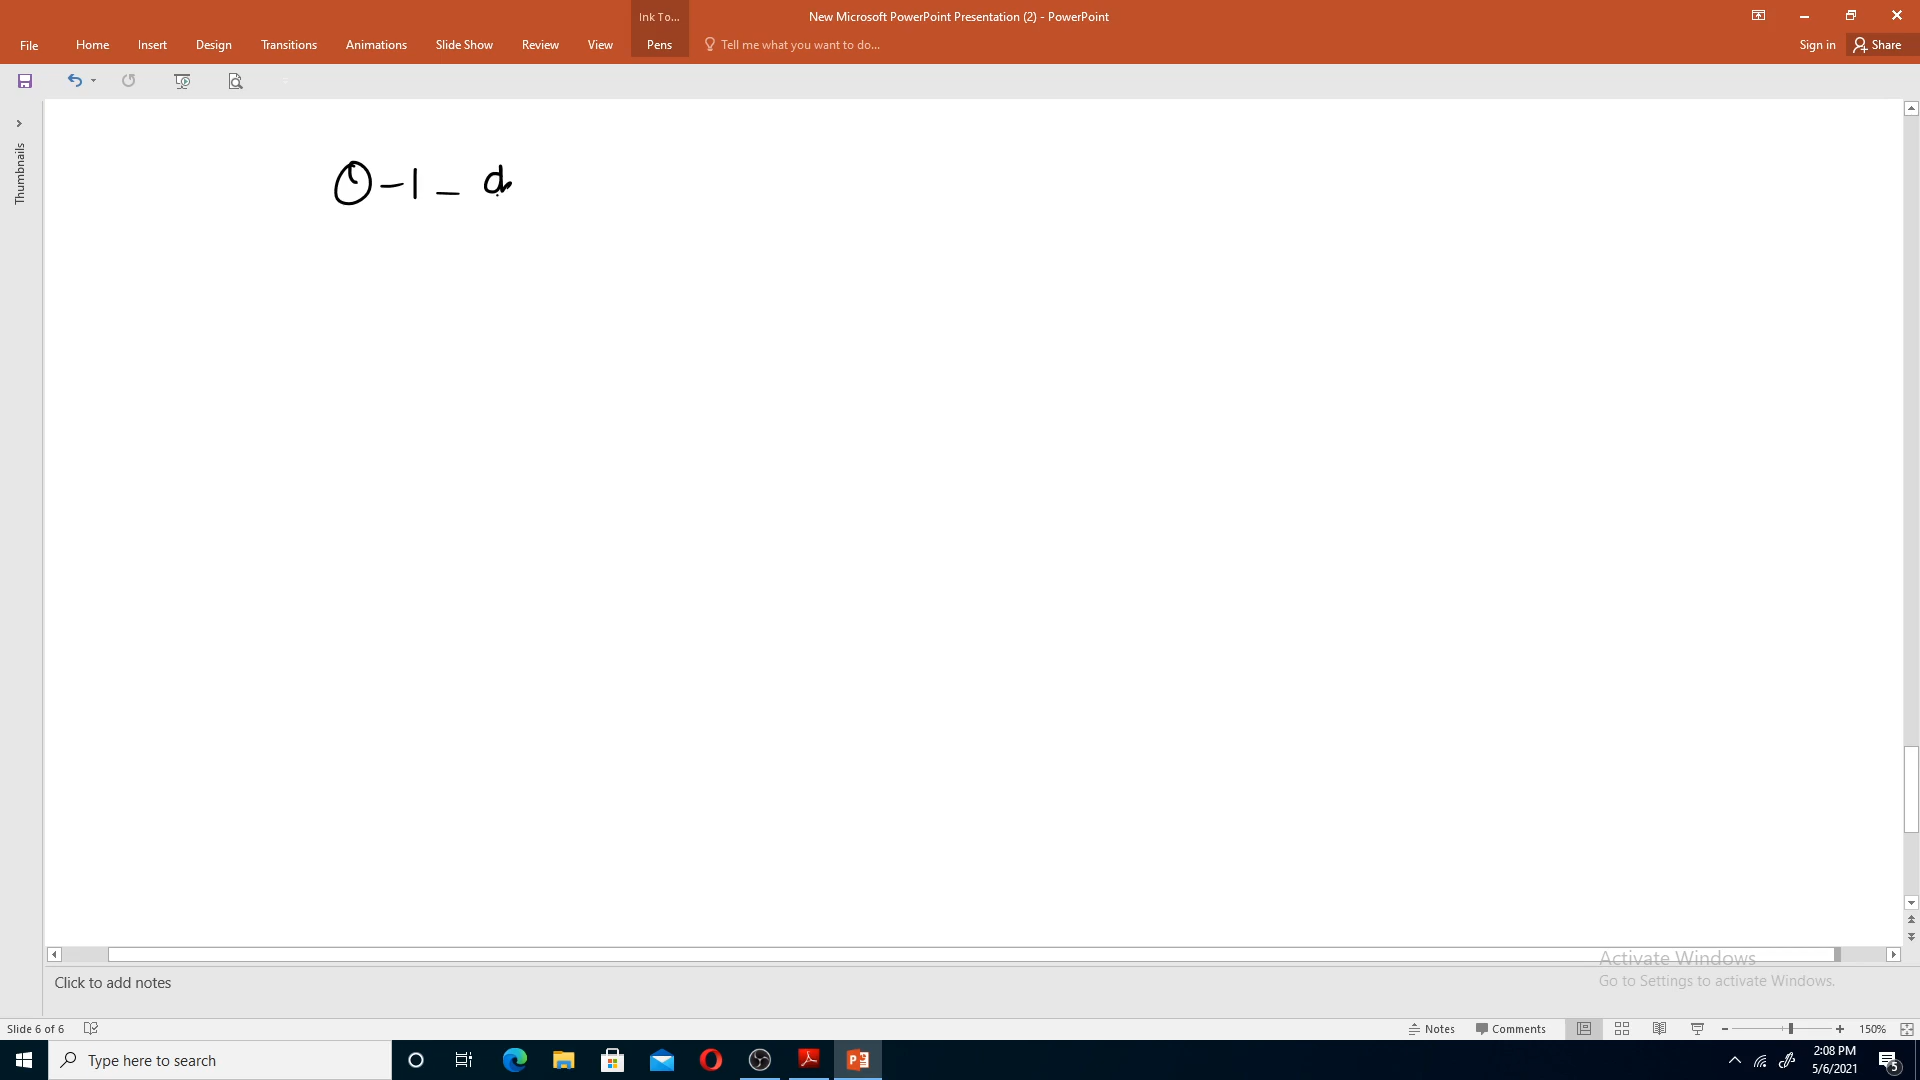 Ink To...
New Microsoft PowerPoint Presentation (2) - PowerPoint
File Home Insert Design Transitions Animations Slide Show Review View Pens Tell me what you want to do... Sign in Share
Thumbnails
0-1_ d
Click to add notes
Activate Windows
Go to Settings to activate Windows.
Slide 6 of 6 Notes Comments 150%
Type here to search
2:08 PM
5/6/2021
5